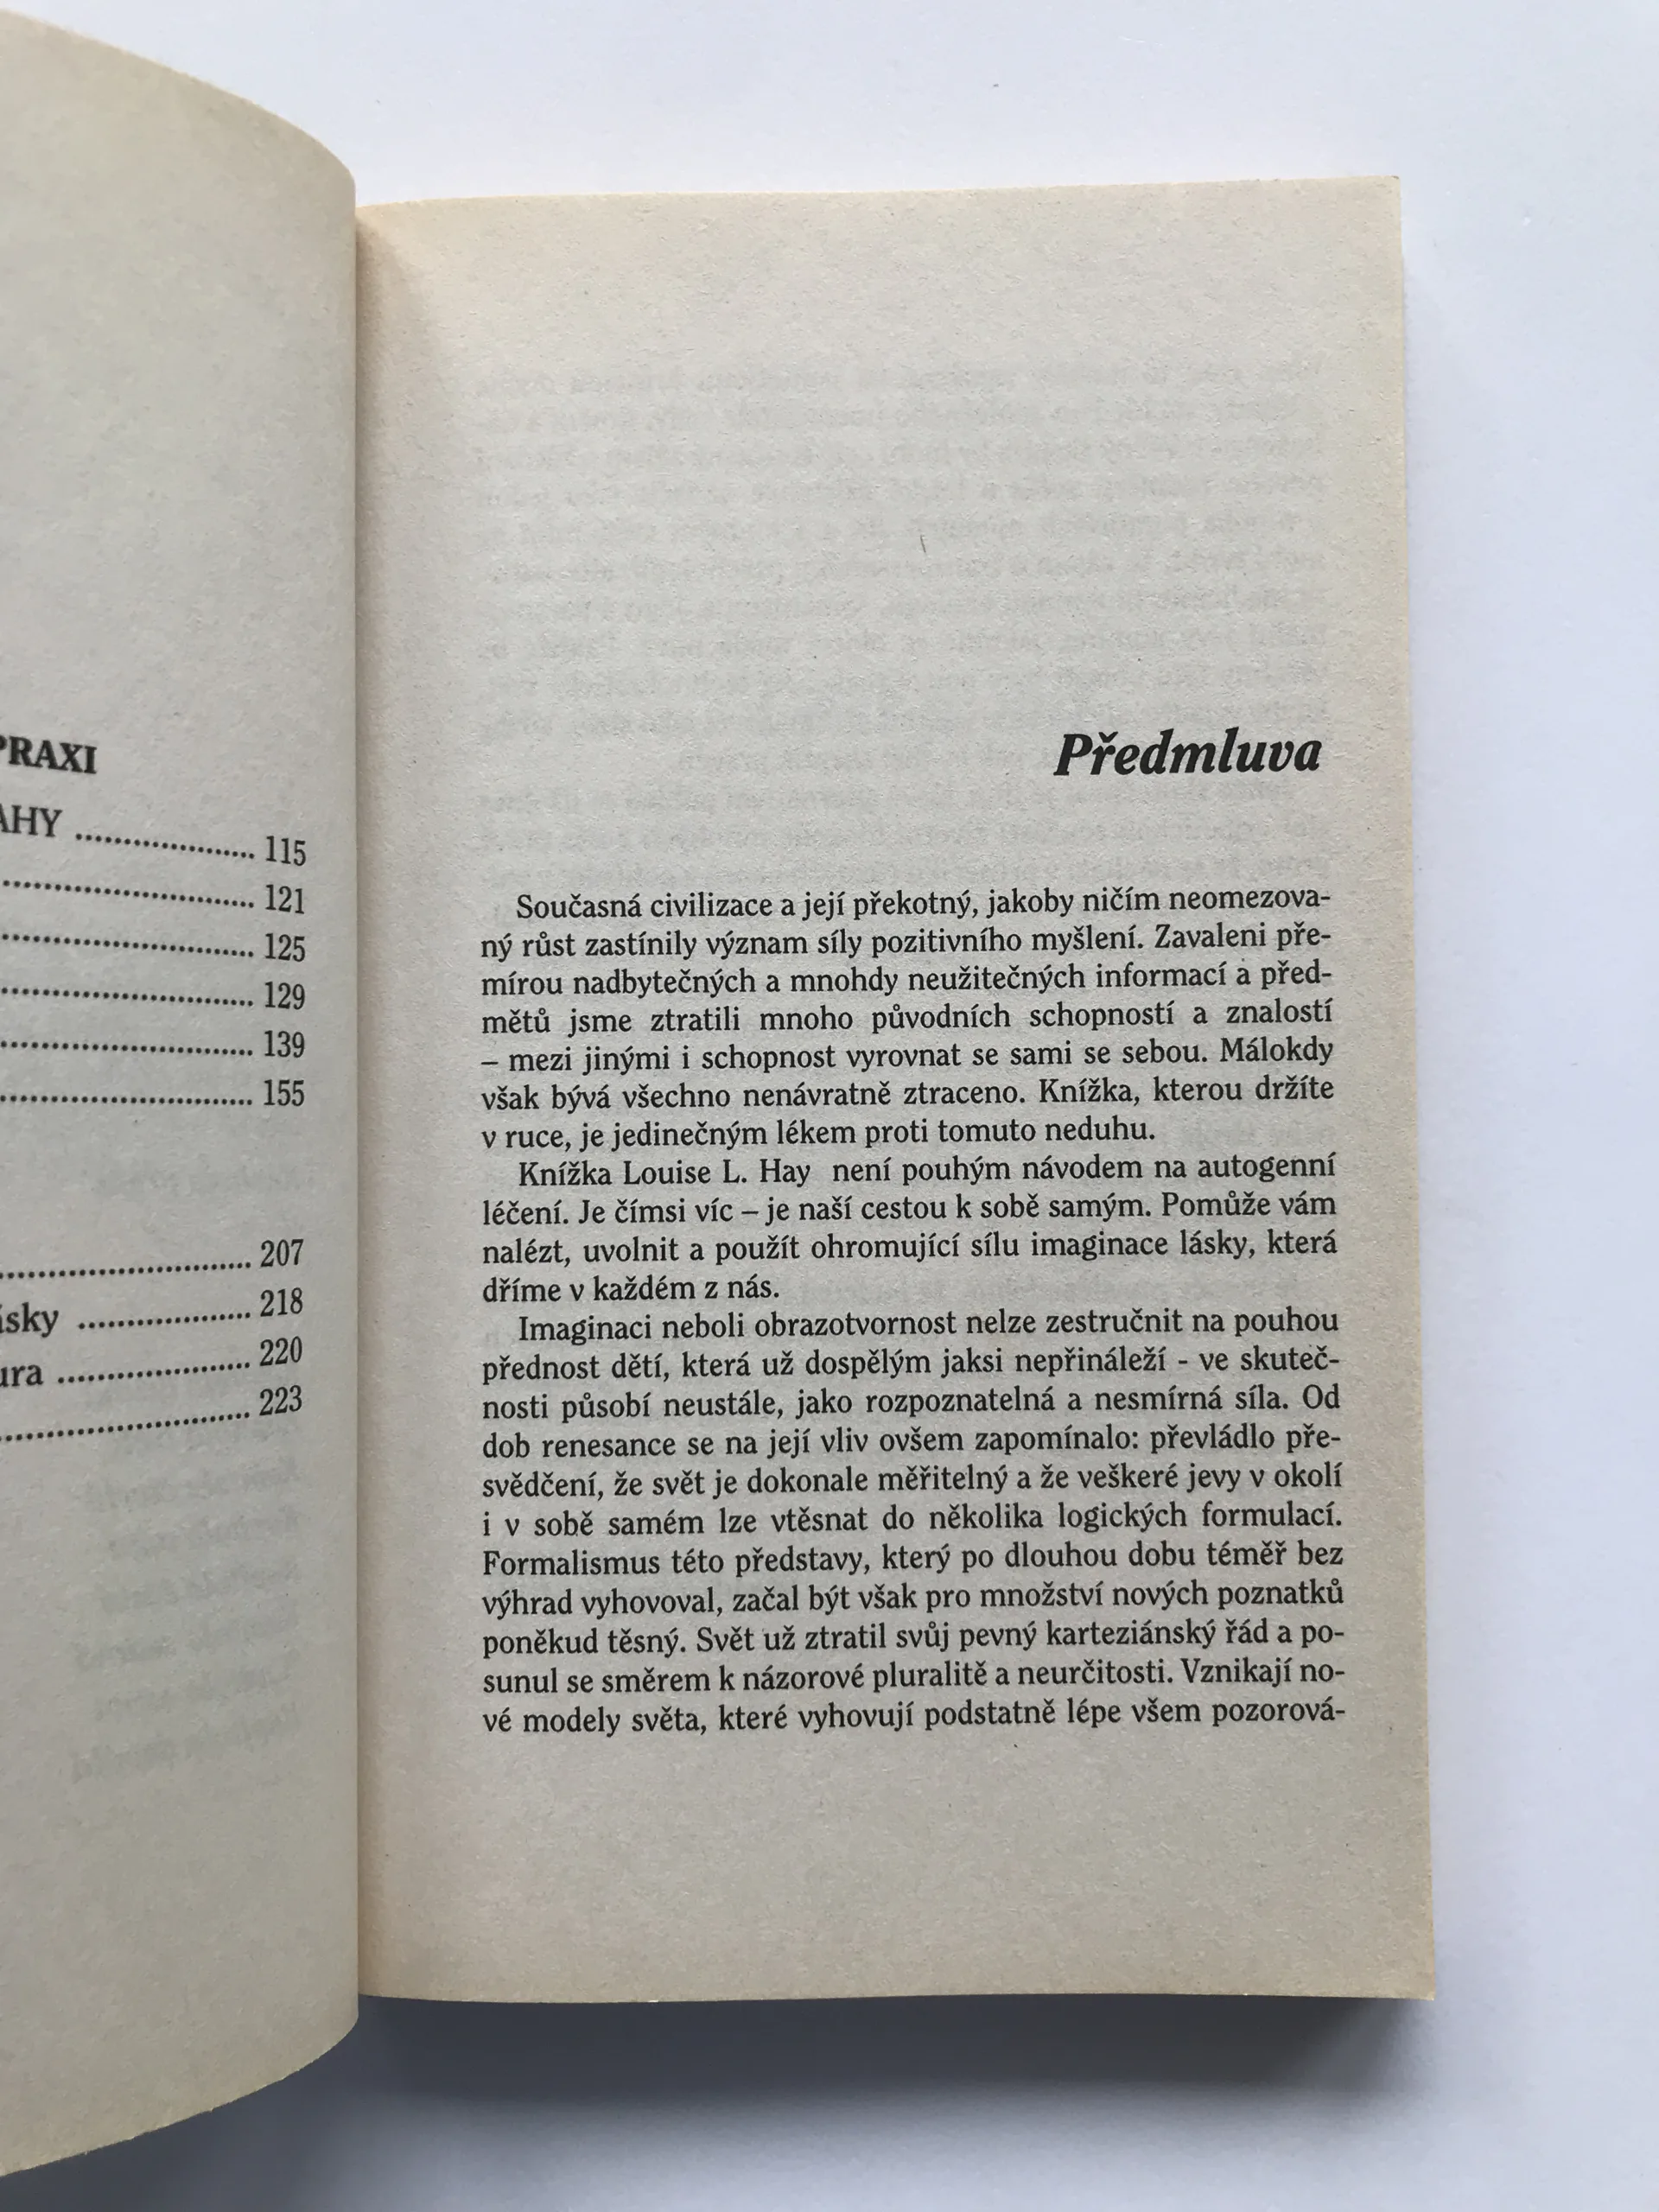 PRAXI
AHY .................... 115
.................... 121
.................... 125
.................... 129
.................... 139
.................... 155
.................... 207
ásky .................... 218
ura .................... 220
.................... 223
Předmluva
Současná civilizace a její překotný, jakoby ničím neomezova-
ný růst zastínily význam síly pozitivního myšlení. Zavaleni pře-
mírou nadbytečných a mnohdy neužitečných informací a před-
mětů jsme ztratili mnoho původních schopností a znalostí
– mezi jinými i schopnost vyrovnat se sami se sebou. Málokdy
však bývá všechno nenávratně ztraceno. Knížka, kterou držíte
v ruce, je jedinečným lékem proti tomuto neduhu.
Knížka Louise L. Hay není pouhým návodem na autogenní
léčení. Je čímsi víc – je naší cestou k sobě samým. Pomůže vám
nalézt, uvolnit a použít ohromující sílu imaginace lásky, která
dříme v každém z nás.
Imaginaci neboli obrazotvornost nelze zestručnit na pouhou
přednost dětí, která už dospělým jaksi nepřináleží - ve skuteč-
nosti působí neustále, jako rozpoznatelná a nesmírná síla. Od
dob renesance se na její vliv ovšem zapomínalo: převládlo pře-
svědčení, že svět je dokonale měřitelný a že veškeré jevy v okolí
i v sobě samém lze vtěsnat do několika logických formulací.
Formalismus této představy, který po dlouhou dobu téměř bez
výhrad vyhovoval, začal být však pro množství nových poznatků
poněkud těsný. Svět už ztratil svůj pevný karteziánský řád a po-
sunul se směrem k názorové pluralitě a neurčitosti. Vznikají no-
vé modely světa, které vyhovují podstatně lépe všem pozorová-